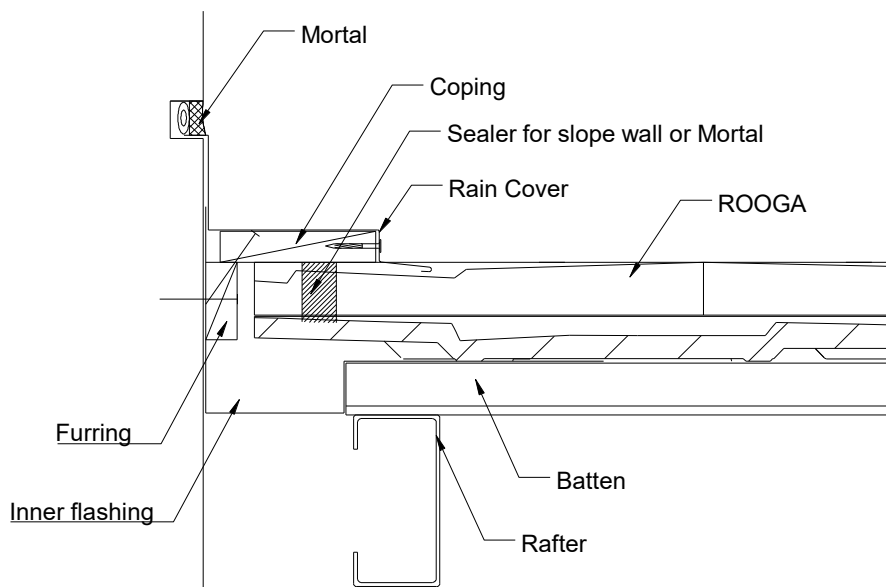 Mortal
Coping
Sealer for slope wall or Mortal
Rain Cover
ROOGA
Furring
Batten
Inner flashing
Rafter